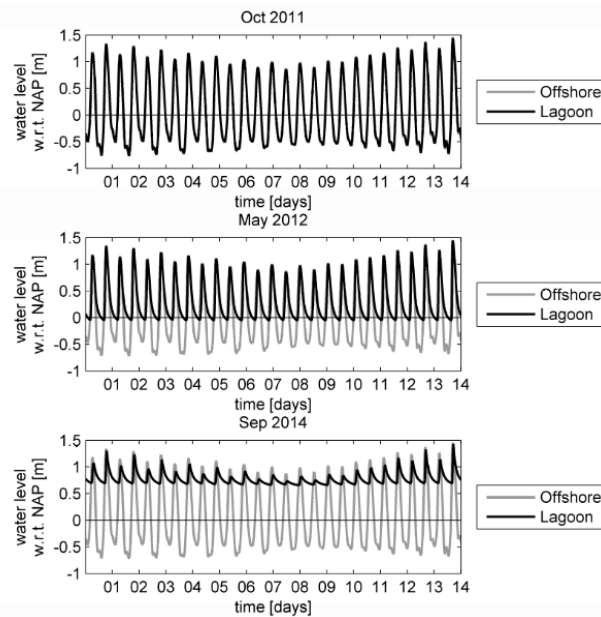 Oct 2011
water level
w.r.t. NAP [m]
1.5
1
0.5
0
-0.5
-1
01 02 03 04 05 06 07 08 09 10 11 12 13 14
time [days]
Offshore
Lagoon
May 2012
water level
w.r.t. NAP [m]
1.5
1
0.5
0
-0.5
-1
01 02 03 04 05 06 07 08 09 10 11 12 13 14
time [days]
Offshore
Lagoon
Sep 2014
water level
w.r.t. NAP [m]
1.5
1
0.5
0
-0.5
-1
01 02 03 04 05 06 07 08 09 10 11 12 13 14
time [days]
Offshore
Lagoon